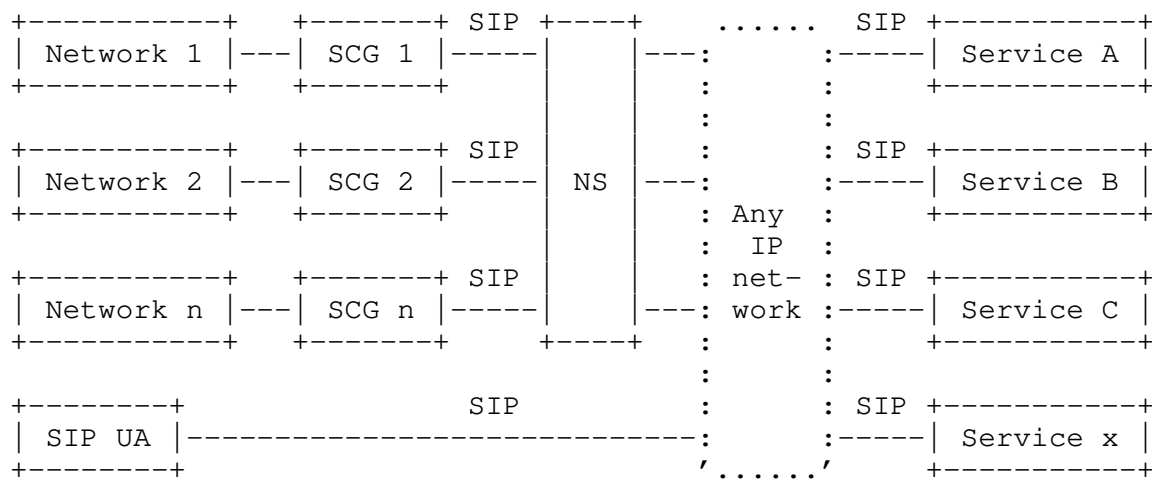 SIP SIP
Network 1 SCG 1 Service A
SIP SIP
Network 2 SCG 2 NS Service B
Any
IP
SIP net- SIP
Network n SCG n work Service C
SIP SIP
SIP UA Service x